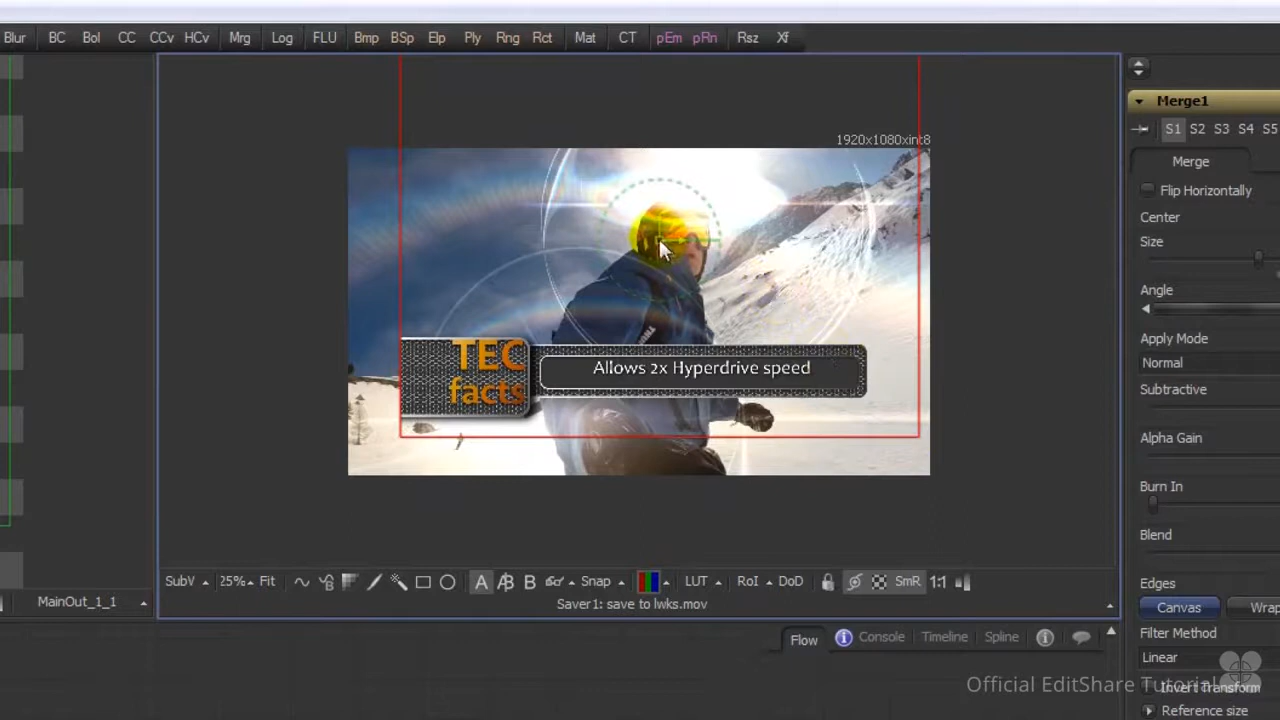 Blur BC Bol CC CCv HCv Mrg Log FLU Bmp BSp Elp Ply Rng Rct Mat CT pEm pRn Rsz Xf
Merge1
1920x1080xint8
S1 S2 S3 S4 S5
Merge
Flip Horizontally
Center
Size
Angle
Apply Mode
Normal
Subtractive
Alpha Gain
Burn In
Blend
Edges
Canvas Wrap
Filter Method
Linear
Invert Transform
Reference size
TEC
facts
Allows 2x Hyperdrive speed
SubV 25% Fit A B Snap LUT RoI DoD SmR 1:1
MainOut_1_1
Saver1: save to lwks.mov
Flow Console Timeline Spline
Official EditShare Tutorial